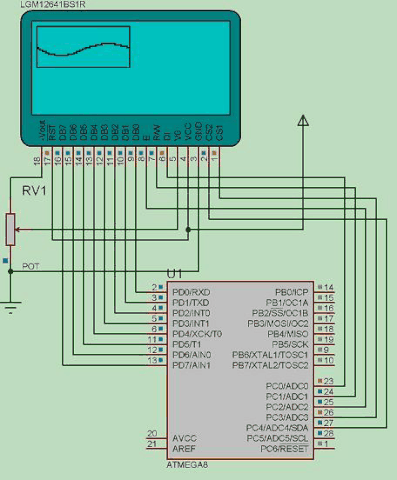 LGM12641BS1R
-Vout
RST
DB7
DB6
DB5
DB4
DB3
DB2
DB1
DB0
E
R/W
DI
V0
VCC
GND
CS2
CS1
18 17 16 15 14 13 12 11 10 9 8 7 6 5 4 3 2 1
RV1
POT
U1
2 PD0/RXD PB0/ICP 14
3 PD1/TXD PB1/OC1A 15
4 PD2/INT0 PB2/SS/OC1B 16
5 PD3/INT1 PB3/MOSI/OC2 17
6 PD4/XCK/T0 PB4/MISO 18
11 PD5/T1 PB5/SCK 19
12 PD6/AIN0 PB6/XTAL1/TOSC1 9
13 PD7/AIN1 PB7/XTAL2/TOSC2 10
PC0/ADC0 23
PC1/ADC1 24
PC2/ADC2 25
PC3/ADC3 26
PC4/ADC4/SDA 27
20 AVCC PC5/ADC5/SCL 28
21 AREF PC6/RESET 1
ATMEGA8